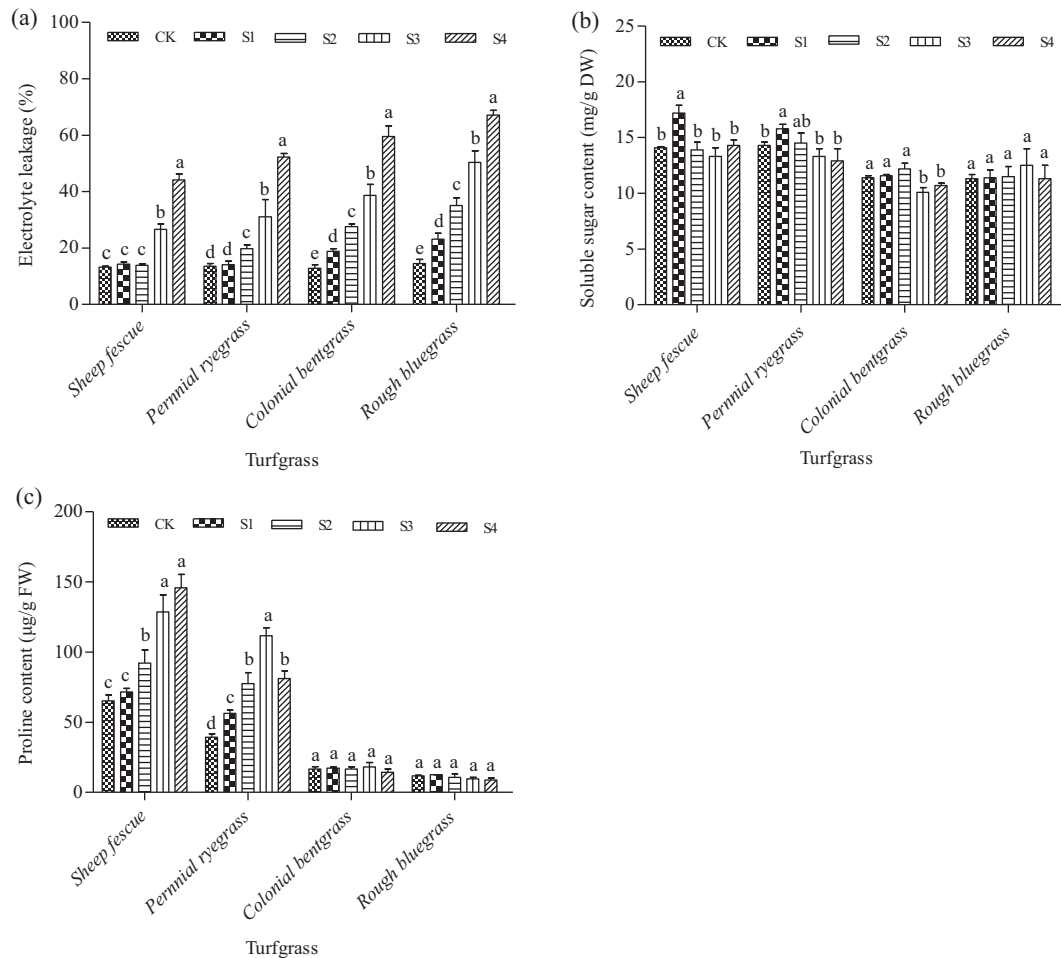 (a)
100
80
60
40
20
0
Electrolyte leakage (%)
CK S1 S2 S3 S4
c c c b a
d d c b a
e d c b a
e d c b a
Sheep fescue
Pernnial ryegrass
Colonial bentgrass
Rough bluegrass
Turfgrass
(b)
25
20
15
10
5
0
Soluble sugar content (mg/g DW)
CK S1 S2 S3 S4
b a b b b
b a ab b b
a a a b b
a a a a a
Sheep fescue
Pernnial ryegrass
Colonial bentgrass
Rough bluegrass
Turfgrass
(c)
200
150
100
50
0
Proline content (μg/g FW)
CK S1 S2 S3 S4
c c b a a
d c b a b
a a a a a
a a a a a
Sheep fescue
Pernnial ryegrass
Colonial bentgrass
Rough bluegrass
Turfgrass